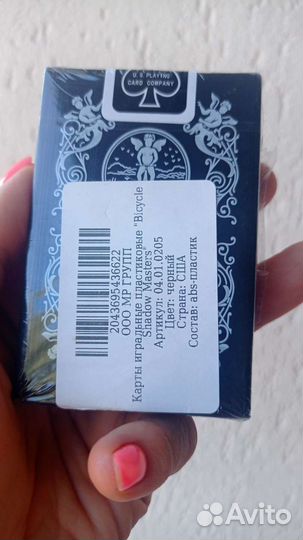 U.S PLAYING
CARD COMPANY
2043695436622
ООО "МР ГРУПП"
Карты игральные пластиковые "Bicycle
Shadow Masters
Артикул: 04.01.0205
Цвет: черный
Страна: США
Состав: abs-пластик
Avito